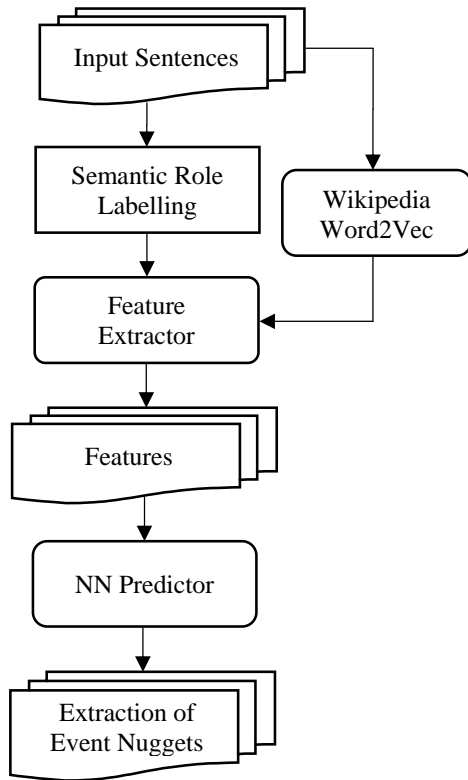 Input Sentences
Semantic Role
Labelling
Wikipedia
Word2Vec
Feature
Extractor
Features
NN Predictor
Extraction of
Event Nuggets